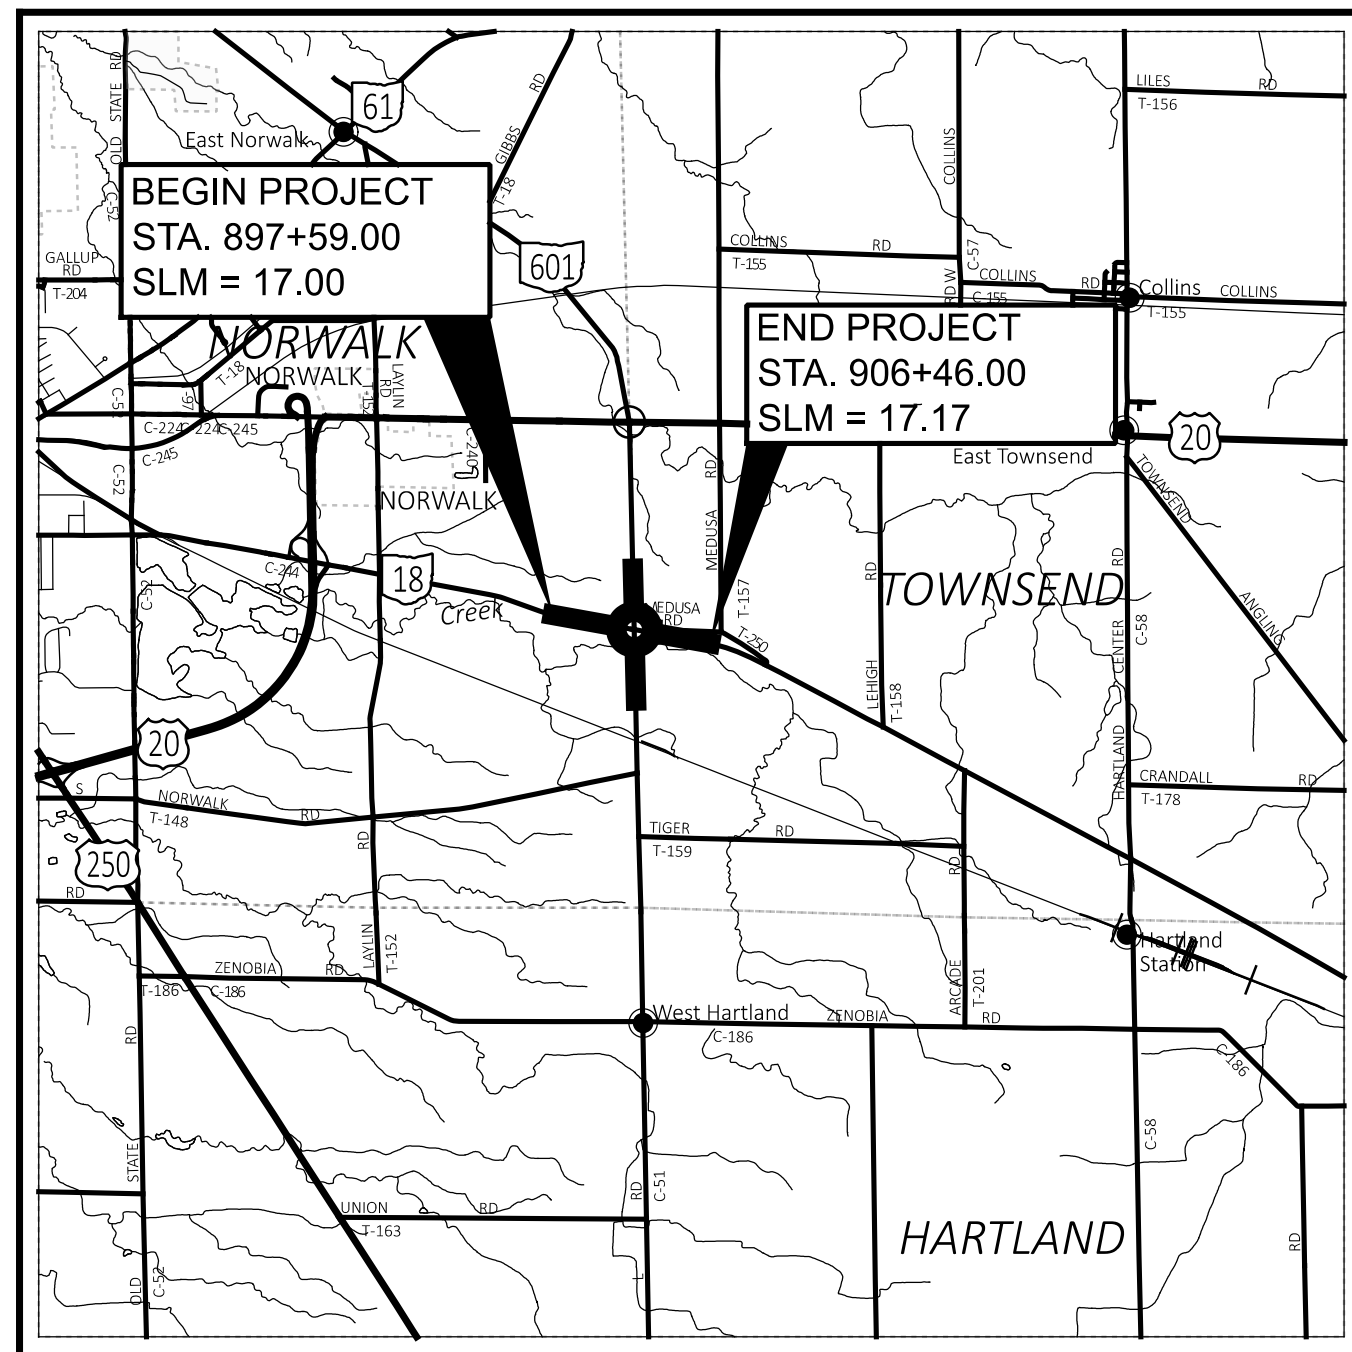 OLD STATE RD
C-52
61
East Norwalk
GIBBS RD
T-18
LILES RD
T-156
COLLINS
RD W
C-57
BEGIN PROJECT
STA. 897+59.00
SLM = 17.00
601
GALLUP
RD
T-204
COLLINS RD
T-155
COLLINS RD
C-155
Collins
COLLINS
T-155
END PROJECT
STA. 906+46.00
SLM = 17.17
NORWALK
NORWALK
T-18
LAYLIN
RD
T-152
C-224
C-245
C-245
C-52
C-240
NORWALK
20
East Townsend
TOWNSEND
ANGLING
MEDUSA RD
T-157
C-244
18
Creek
C-52
MEDUSA
RD
T-250
TOWNSEND
LEHIGH RD
T-158
HARTLAND CENTER RD
C-58
20
S
NORWALK RD
T-148
250
RD
CRANDALL RD
T-178
TIGER RD
T-159
LAYLIN RD
T-152
ARCADE RD
T-201
Hartland
Station
ZENOBIA RD
T-186
C-186
West Hartland
ZENOBIA RD
C-186
C-186
OLD STATE RD
C-52
UNION RD
T-163
RD
C-51
L
C-58
HARTLAND
RD